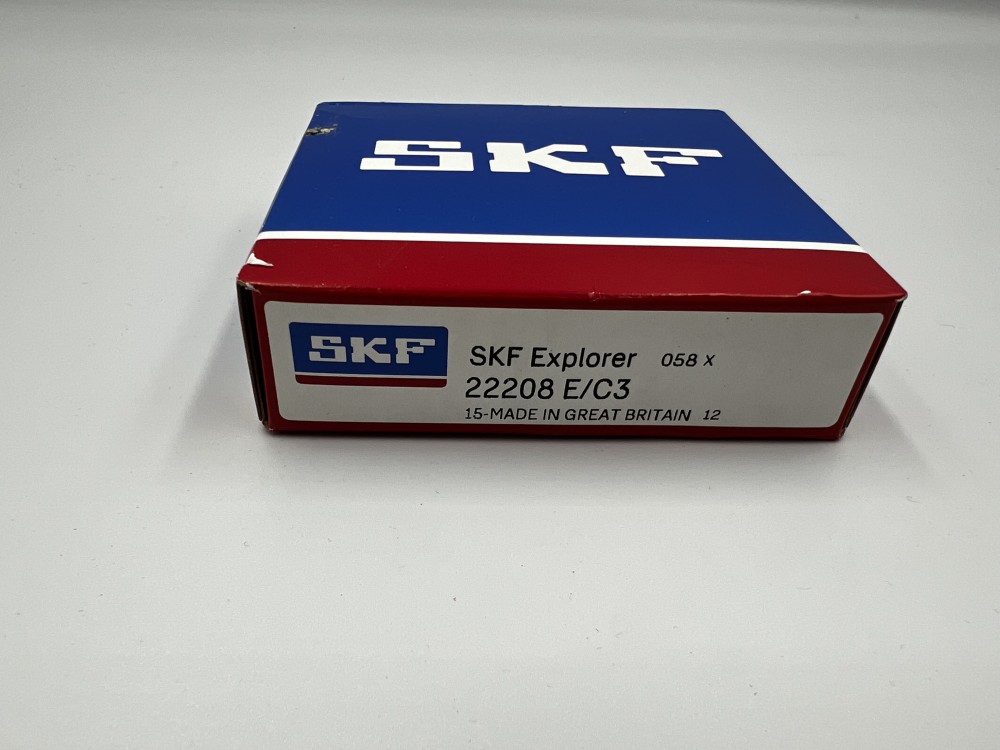 SKF
SKF
SKF Explorer 058 X
22208 E/C3
15-MADE IN GREAT BRITAIN 12